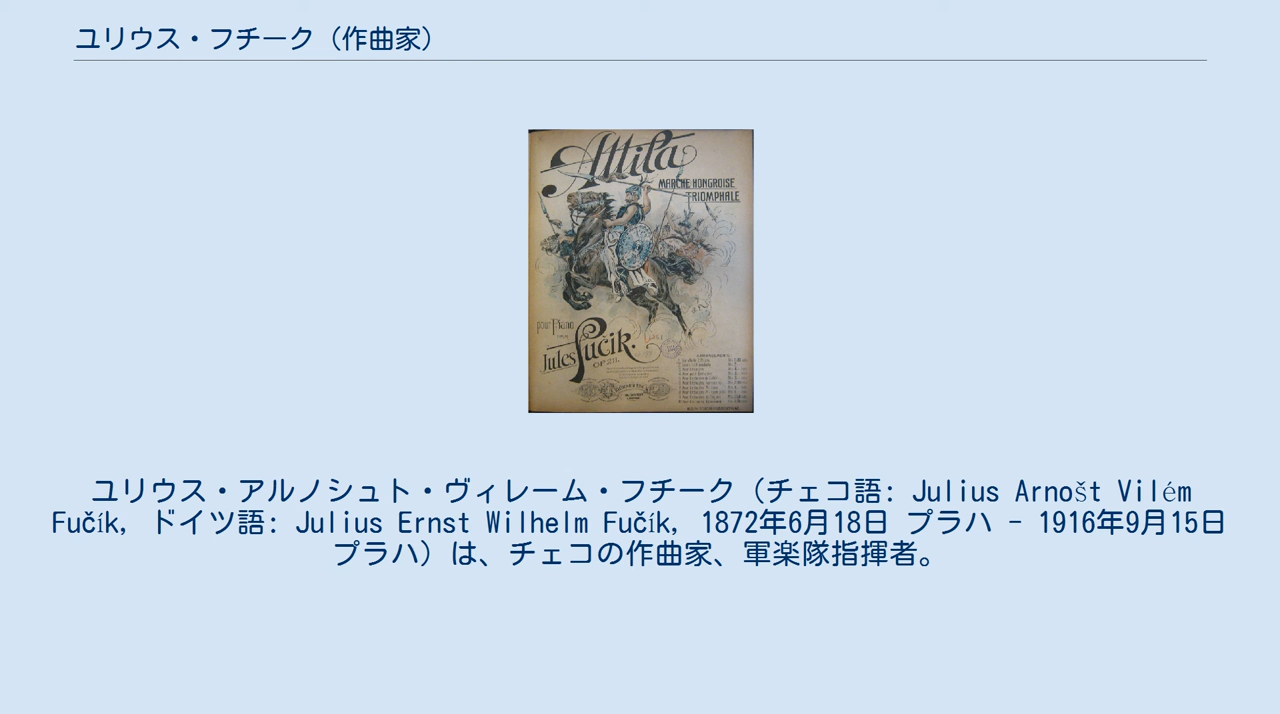 ユリウス・フチーク（作曲家）
Attila
MARCHE HONGROISE
TRIOMPHALE
pour Piano
Jules Fučik.
OP. 211.
ユリウス・アルノシュト・ヴィレーム・フチーク（チェコ語: Julius Arnošt Vilém
Fučík, ドイツ語: Julius Ernst Wilhelm Fučík, 1872年6月18日 プラハ - 1916年9月15日
プラハ）は、チェコの作曲家、軍楽隊指揮者。